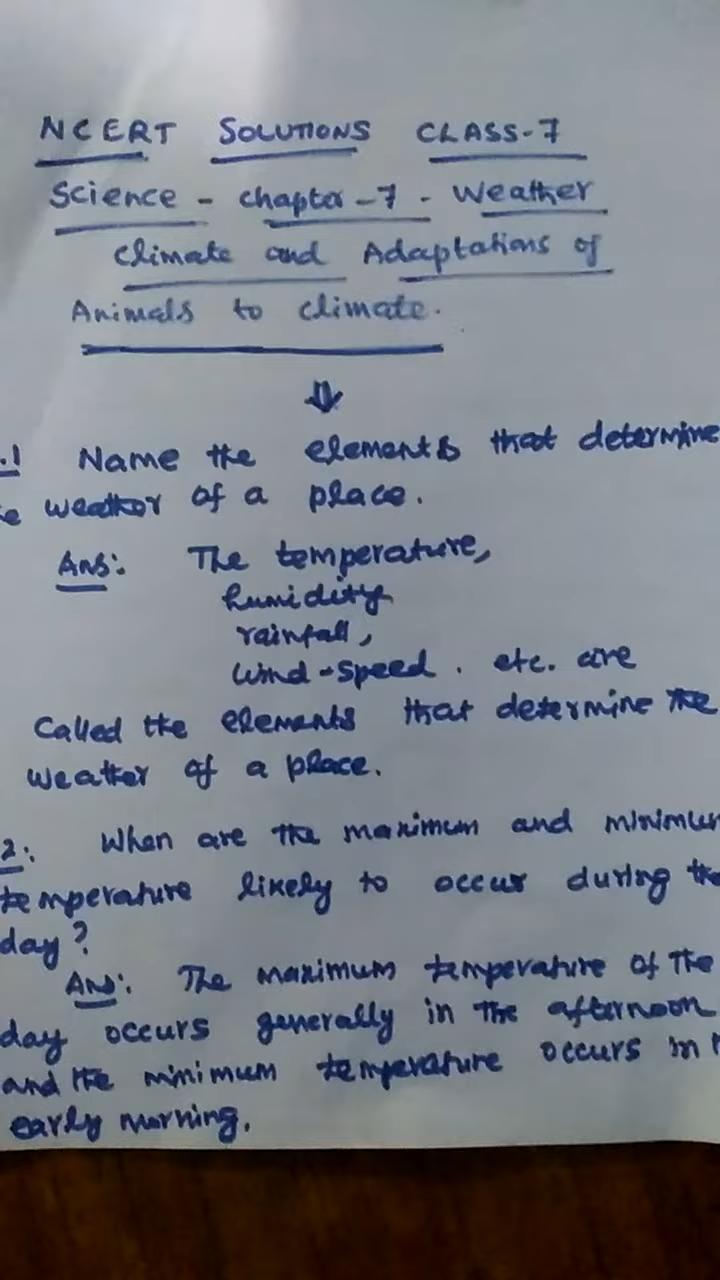 NCERT SOLUTIONS CLASS-7
Science - chapter-7 - Weather
climate and Adaptations of
Animals to climate.
.1 Name the elements that determine
e weather of a place.
Ans: The temperature,
humidity
rainfall,
wind-speed. etc. are
Called the elements that determine the
weather of a place.
2: When are the maximum and minimum
temperature likely to occur during the
day?
Ans: The maximum temperature of the
day occurs generally in the afternoon
and the minimum temperature occurs in
early morning.